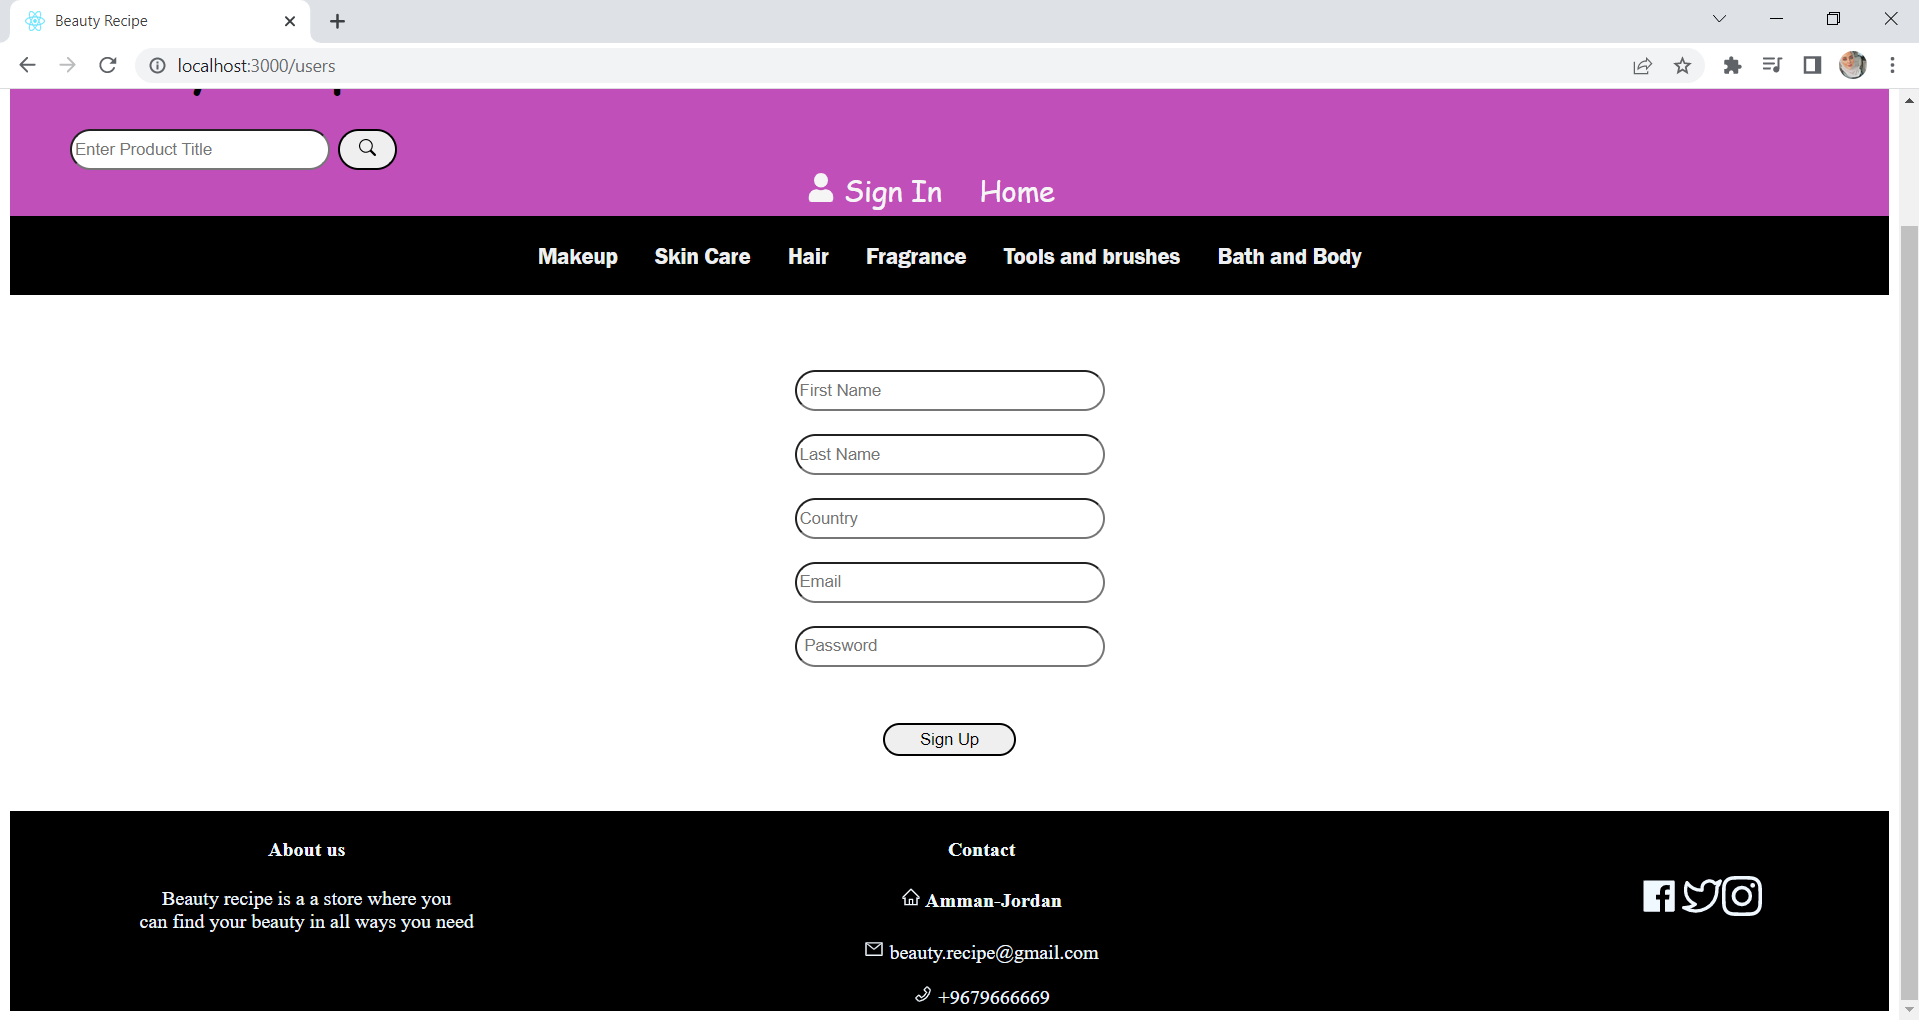 Beauty Recipe
localhost:3000/users
Enter Product Title
Sign In Home
Makeup Skin Care Hair Fragrance Tools and brushes Bath and Body
First Name
Last Name
Country
Email
Password
Sign Up
About us
Beauty recipe is a a store where you
can find your beauty in all ways you need
Contact
Amman-Jordan
beauty.recipe@gmail.com
+9679666669